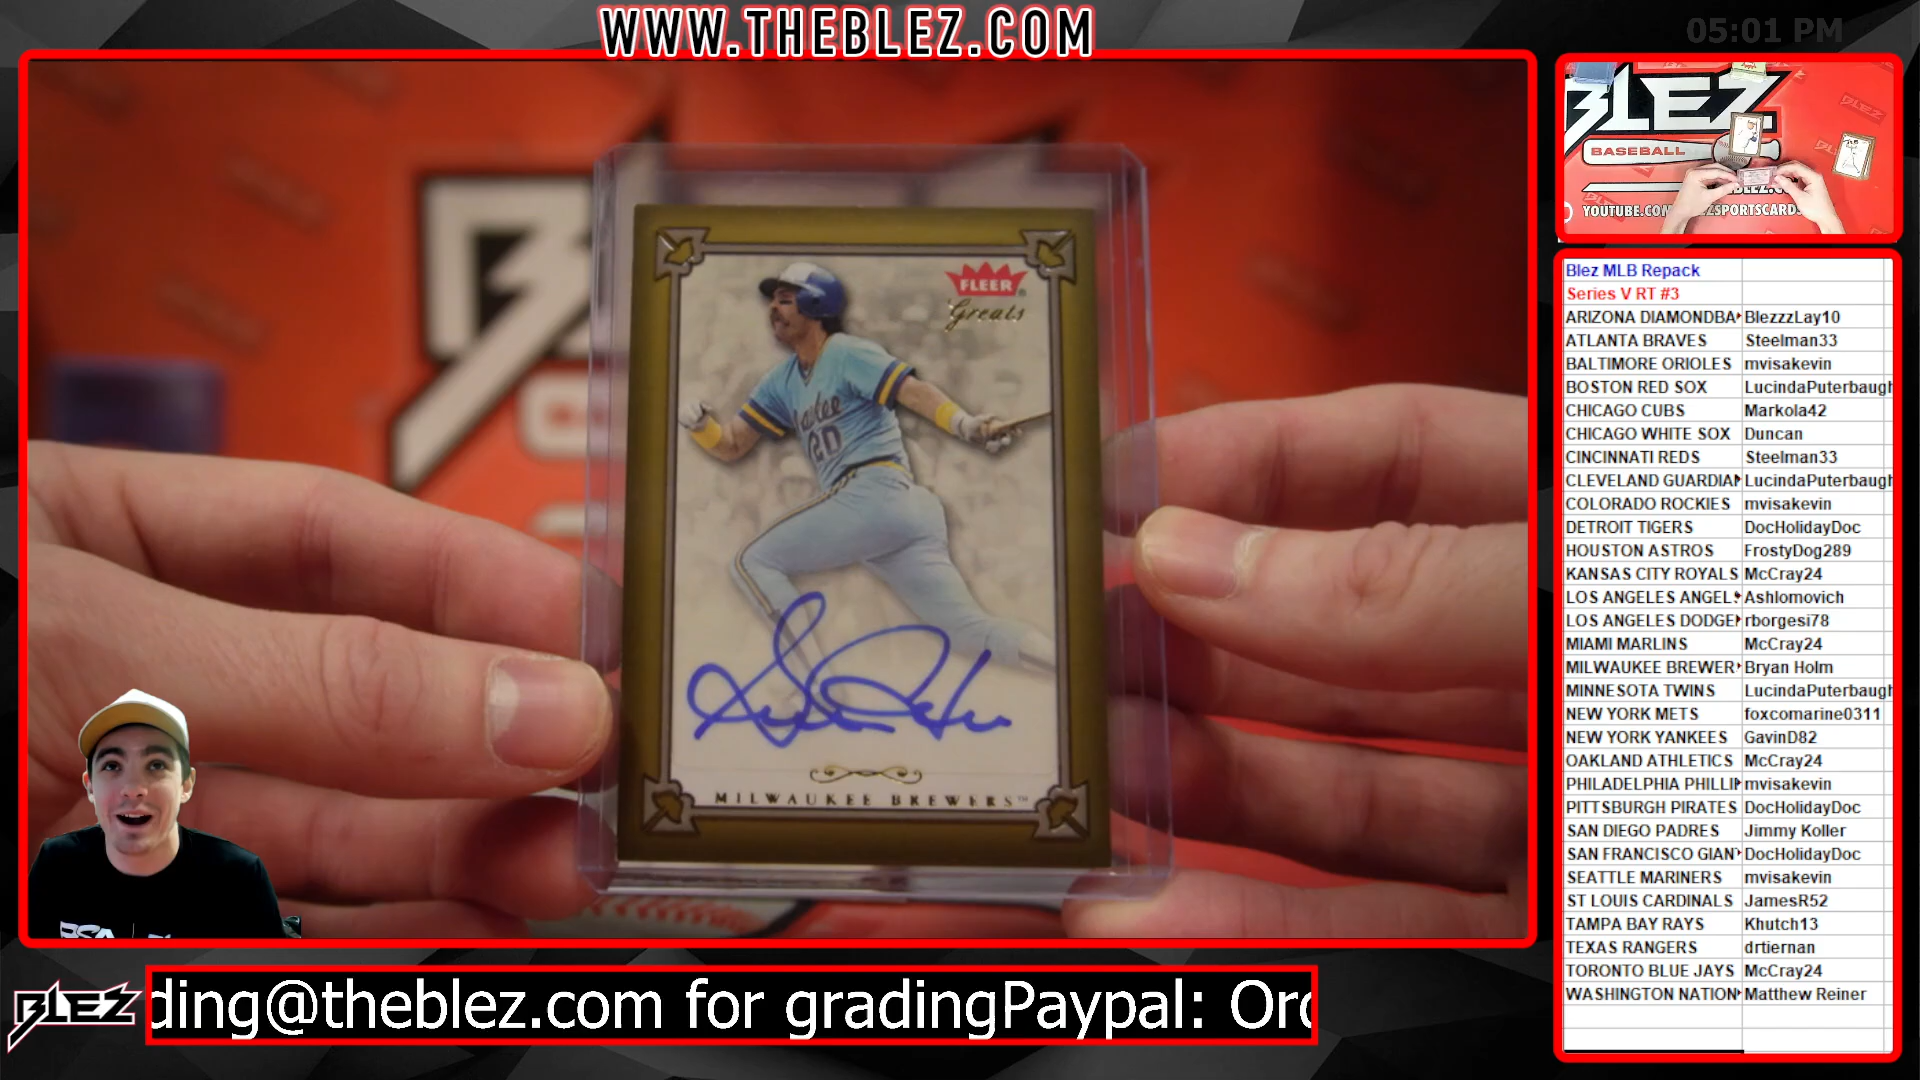 WWW.THEBLEZ.COM
05:01 PM
FLEER
Greats
20
MILWAUKEE BREWERS™
BLEZ
BASEBALL
BLEZ
Blez MLB Repack
Series V RT #3
ARIZONA DIAMONDBA BlezzzLay10
ATLANTA BRAVES Steelman33
BALTIMORE ORIOLES mvisakevin
BOSTON RED SOX LucindaPuterbaugh
CHICAGO CUBS Markola42
CHICAGO WHITE SOX Duncan
CINCINNATI REDS Steelman33
CLEVELAND GUARDIAN LucindaPuterbaugh
COLORADO ROCKIES mvisakevin
DETROIT TIGERS DocHolidayDoc
HOUSTON ASTROS FrostyDog289
KANSAS CITY ROYALS McCray24
LOS ANGELES ANGELS Ashlomovich
LOS ANGELES DODGE rborgesi78
MIAMI MARLINS McCray24
MILWAUKEE BREWER Bryan Holm
MINNESOTA TWINS LucindaPuterbaugh
NEW YORK METS foxcomarine0311
NEW YORK YANKEES GavinD82
OAKLAND ATHLETICS McCray24
PHILADELPHIA PHILLI mvisakevin
PITTSBURGH PIRATES DocHolidayDoc
SAN DIEGO PADRES Jimmy Koller
SAN FRANCISCO GIAN DocHolidayDoc
SEATTLE MARINERS mvisakevin
ST LOUIS CARDINALS JamesR52
TAMPA BAY RAYS Khutch13
TEXAS RANGERS drtiernan
TORONTO BLUE JAYS McCray24
WASHINGTON NATION Matthew Reiner
BLEZ
ding@theblez.com for gradingPaypal: Orc